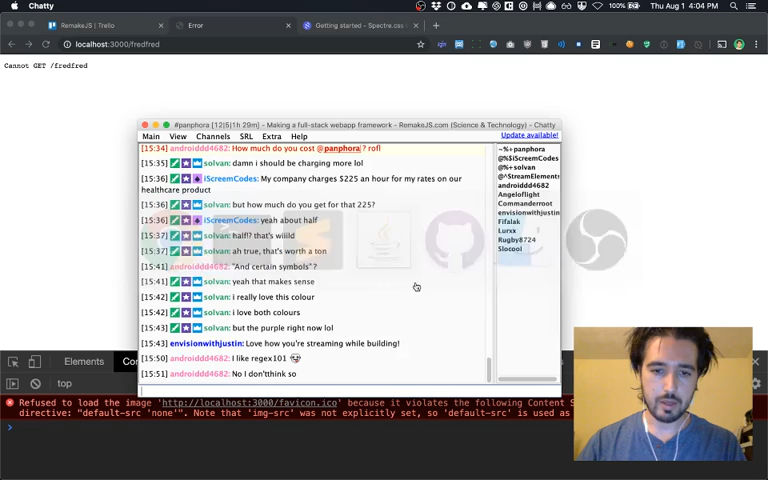 Chatty
100%
Thu Aug 1 4:04 PM
RemakeJS | Trello
Error
Getting started - Spectre.css
localhost:3000/fredfred
Cannot GET /fredfred
#panphora [12|5|1h 29m] - Making a full-stack webapp framework - RemakeJS.com (Science & Technology) - Chatty
Main View Channels SRL Extra Help
Update available!
[15:34] androiddd4682: How much do you cost @panphora ? rofl
[15:35] solvan: damn i should be charging more lol
[15:36] iScreemCodes: My company charges $225 an hour for my rates on our
healthcare product
[15:36] solvan: but how much do you get for that 225?
[15:36] iScreemCodes: yeah about half
[15:37] solvan: half!? that's wiiild
[15:37] solvan: ah true, that's worth a ton
[15:41] androiddd4682: "And certain symbols" ?
[15:41] solvan: yeah that makes sense
[15:42] solvan: i really love this colour
[15:42] solvan: i love both colours
[15:43] solvan: but the purple right now lol
[15:43] envisionwithjustin: Love how you're streaming while building!
[15:50] androiddd4682: I like regex101
[15:51] androiddd4682: No I don'tthink so
~%+panphora
@%$iScreemCodes
@%+solvan
@^StreamElements
androiddd4682
Angeloflight
Commanderroot
envisionwithjustin
Fifalak
Lurxx
Rugby8724
Slocool
Elements
Con
top
Refused to load the image 'http://localhost:3000/favicon.ico' because it violates the following Content S
directive: "default-src 'none'". Note that 'img-src' was not explicitly set, so 'default-src' is used as